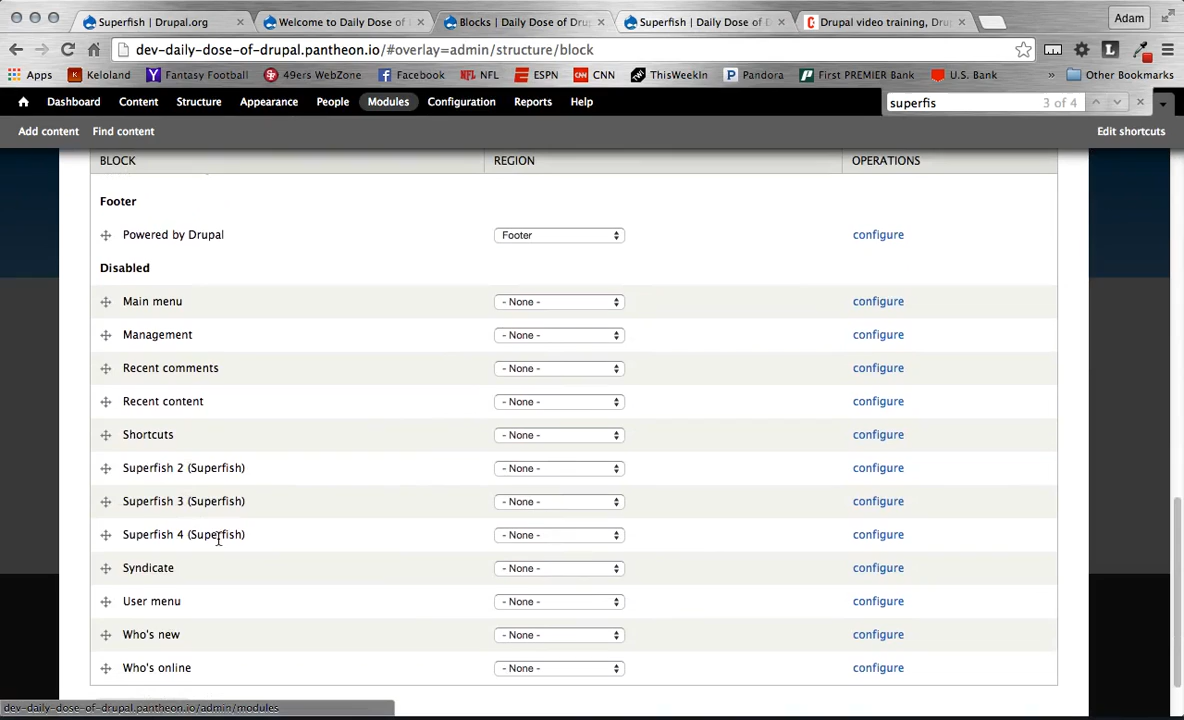 Superfish | Drupal.org
Welcome to Daily Dose of
Blocks | Daily Dose of Dru
Superfish | Daily Dose of D
Drupal video training, Dru
Adam
dev-daily-dose-of-drupal.pantheon.io/#overlay=admin/structure/block
Apps
Keloland
Fantasy Football
49ers WebZone
Facebook
NFL
ESPN
CNN
ThisWeekIn
Pandora
First PREMIER Bank
U.S. Bank
»
Other Bookmarks
Dashboard
Content
Structure
Appearance
People
Modules
Configuration
Reports
Help
superfis
3 of 4
Add content
Find content
Edit shortcuts
BLOCK
REGION
OPERATIONS
Footer
Powered by Drupal
Footer
configure
Disabled
Main menu
- None -
configure
Management
- None -
configure
Recent comments
- None -
configure
Recent content
- None -
configure
Shortcuts
- None -
configure
Superfish 2 (Superfish)
- None -
configure
Superfish 3 (Superfish)
- None -
configure
Superfish 4 (Superfish)
- None -
configure
Syndicate
- None -
configure
User menu
- None -
configure
Who's new
- None -
configure
Who's online
- None -
configure
dev-daily-dose-of-drupal.pantheon.io/admin/modules